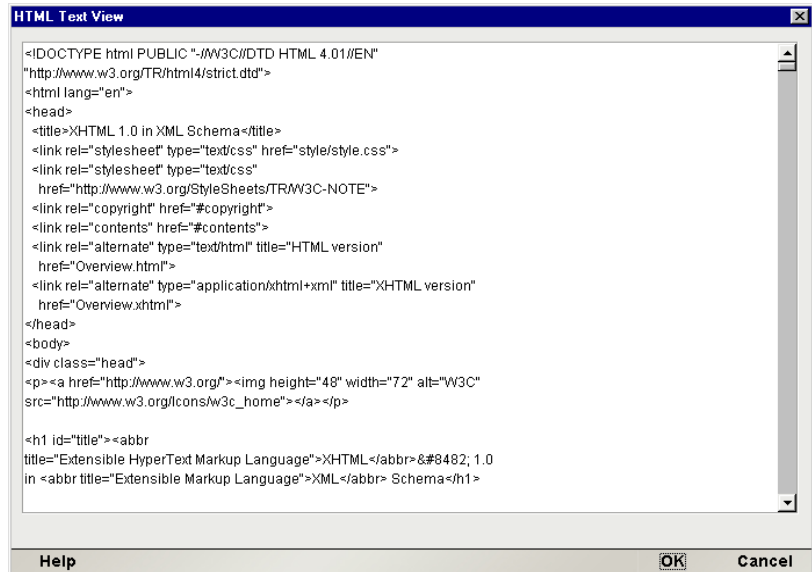 HTML Text View
<!DOCTYPE html PUBLIC "-//W3C//DTD HTML 4.01//EN"
"http://www.w3.org/TR/html4/strict.dtd">
<html lang="en">
<head>
<title>XHTML 1.0 in XML Schema</title>
<link rel="stylesheet" type="text/css" href="style/style.css">
<link rel="stylesheet" type="text/css"
href="http://www.w3.org/StyleSheets/TR/W3C-NOTE">
<link rel="copyright" href="#copyright">
<link rel="contents" href="#contents">
<link rel="alternate" type="text/html" title="HTML version"
href="Overview.html">
<link rel="alternate" type="application/xhtml+xml" title="XHTML version"
href="Overview.xhtml">
</head>
<body>
<div class="head">
<p><a href="http://www.w3.org/"><img height="48" width="72" alt="W3C"
src="http://www.w3.org/Icons/w3c_home"></a></p>
<h1 id="title"><abbr
title="Extensible HyperText Markup Language">XHTML</abbr>&#8482; 1.0
in <abbr title="Extensible Markup Language">XML</abbr> Schema</h1>
Help OK Cancel